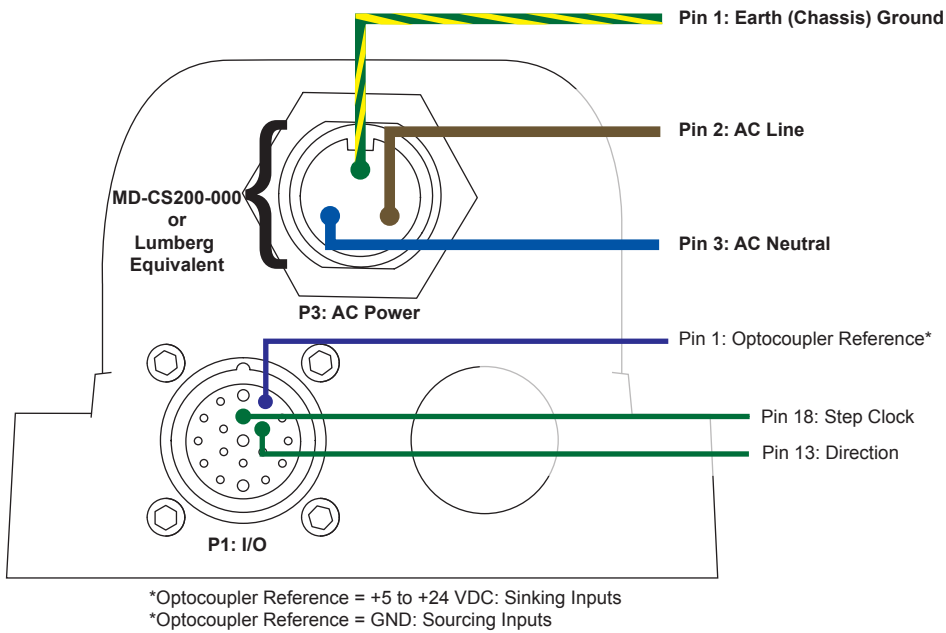 Pin 1: Earth (Chassis) Ground
Pin 2: AC Line
MD-CS200-000
or
Lumberg
Equivalent
Pin 3: AC Neutral
P3: AC Power
Pin 1: Optocoupler Reference*
Pin 18: Step Clock
Pin 13: Direction
P1: I/O
*Optocoupler Reference = +5 to +24 VDC: Sinking Inputs
*Optocoupler Reference = GND: Sourcing Inputs